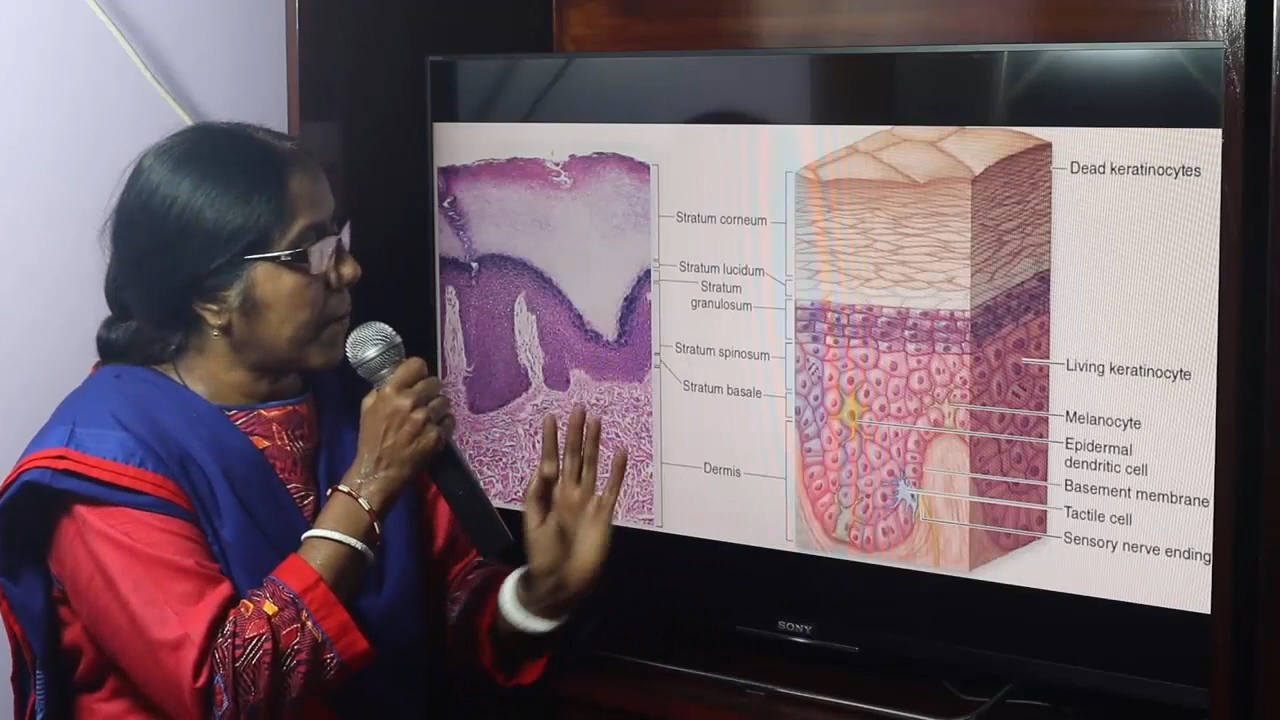 Stratum corneum
Stratum lucidum
Stratum
granulosum
Stratum spinosum
Stratum basale
Dermis
Dead keratinocytes
Living keratinocyte
Melanocyte
Epidermal
dendritic cell
Basement membrane
Tactile cell
Sensory nerve ending
SONY